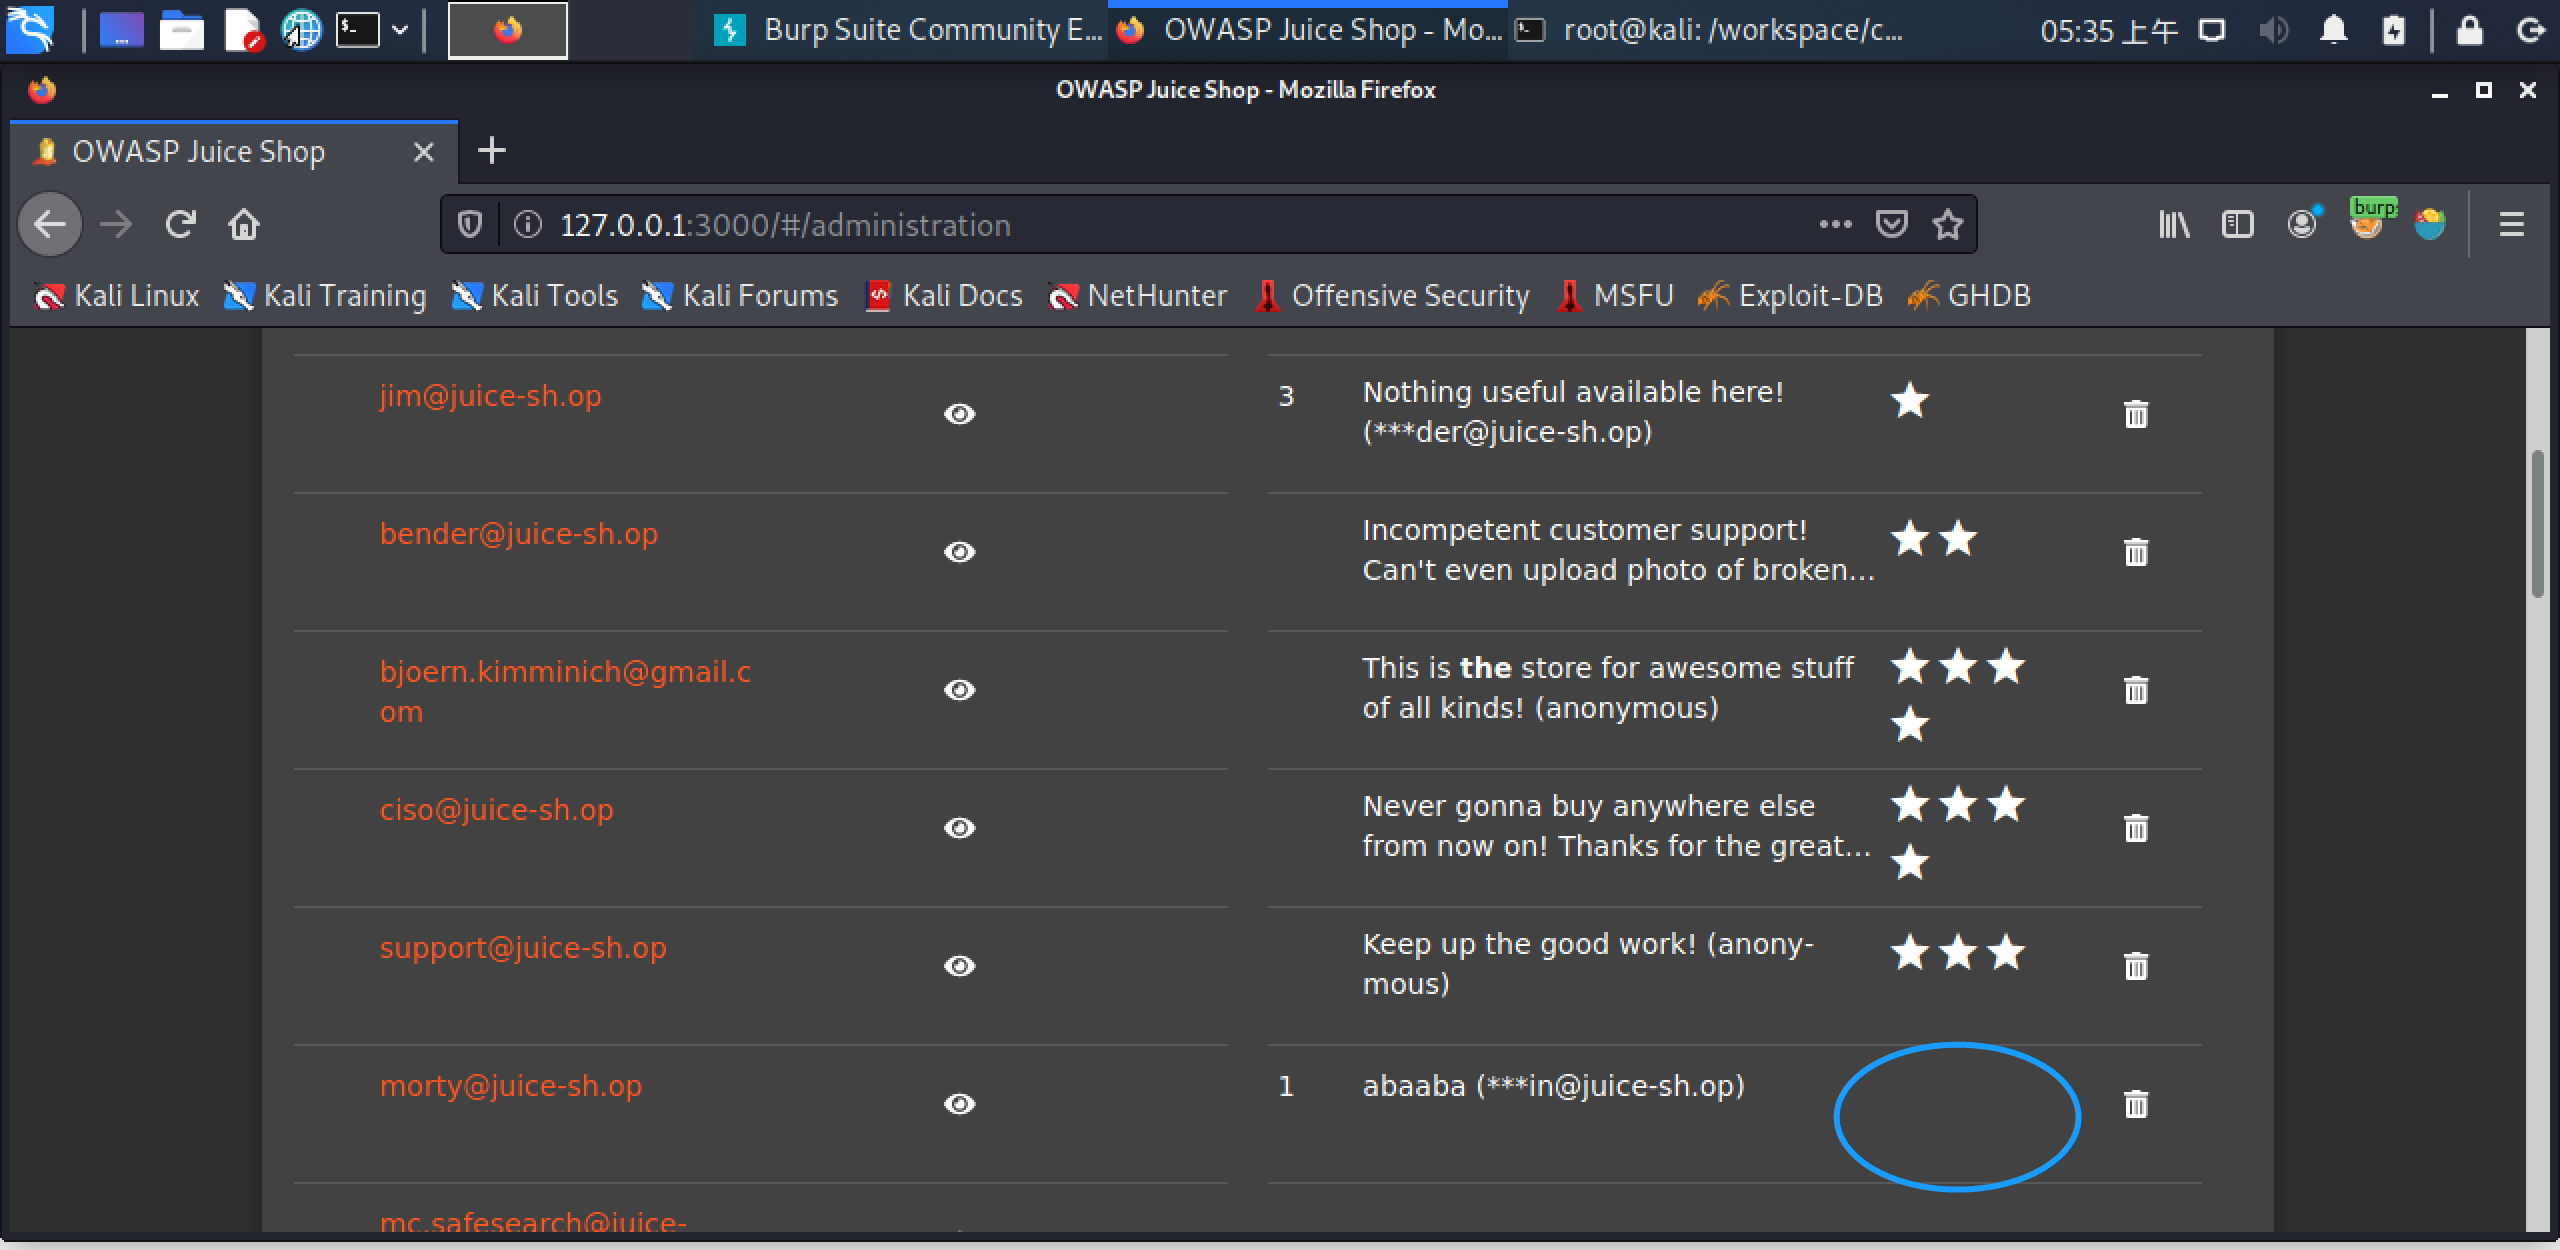 Burp Suite Community E...
OWASP Juice Shop - Mo...
root@kali: /workspace/c...
05:35 上午
OWASP Juice Shop - Mozilla Firefox
OWASP Juice Shop
127.0.0.1:3000/#/administration
burp
Kali Linux
Kali Training
Kali Tools
Kali Forums
Kali Docs
NetHunter
Offensive Security
MSFU
Exploit-DB
GHDB
jim@juice-sh.op
3
Nothing useful available here!
(***der@juice-sh.op)
bender@juice-sh.op
Incompetent customer support!
Can't even upload photo of broken...
bjoern.kimminich@gmail.c
om
This is the store for awesome stuff
of all kinds! (anonymous)
ciso@juice-sh.op
Never gonna buy anywhere else
from now on! Thanks for the great...
support@juice-sh.op
Keep up the good work! (anony-
mous)
morty@juice-sh.op
1
abaaba (***in@juice-sh.op)
mc.safesearch@juice-